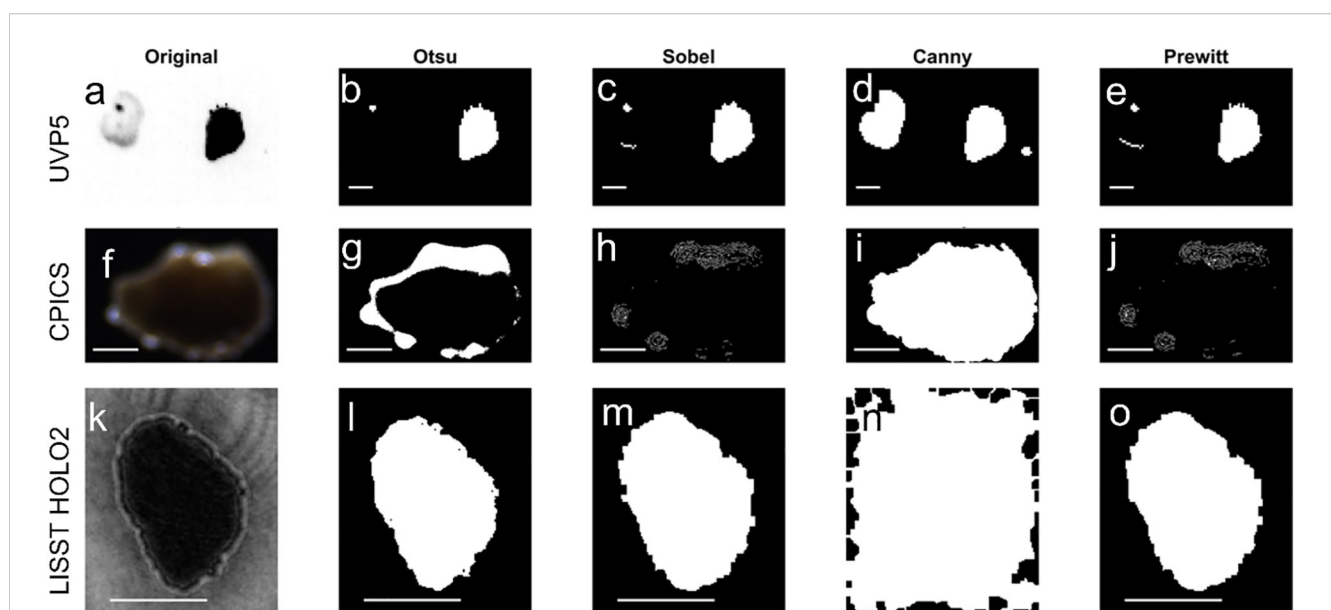 Original Otsu Sobel Canny Prewitt
UVP5
a b c d e
CPICS
f g h i j
LISST HOLO2
k l m n o